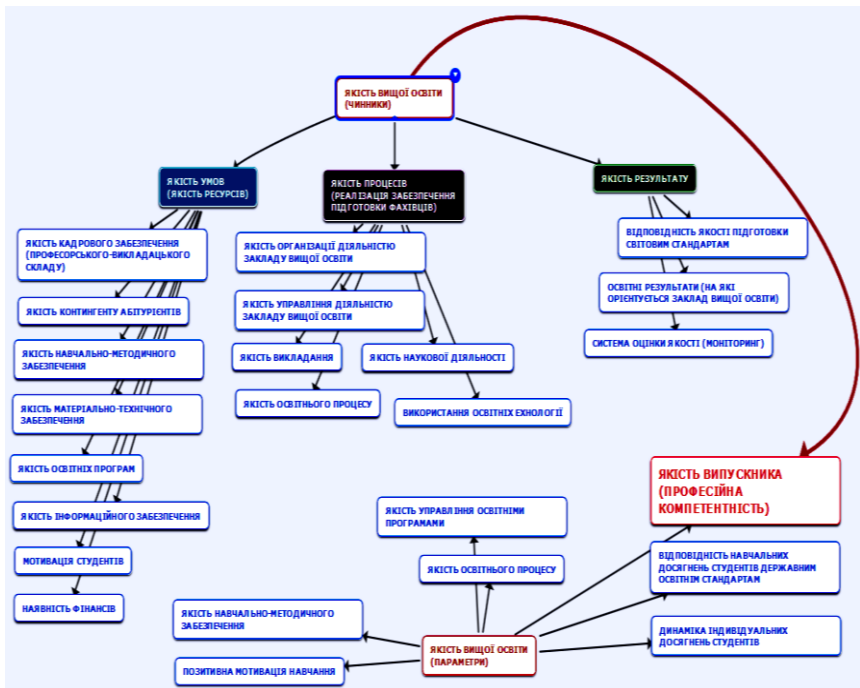 ЯКІСТЬ ВИЩОЇ ОСВІТИ
(ЧИННИКИ)
ЯКІСТЬ УМОВ
(ЯКІСТЬ РЕСУРСІВ)
ЯКІСТЬ ПРОЦЕСІВ
(РЕАЛІЗАЦІЯ ЗАБЕЗПЕЧЕННЯ
ПІДГОТОВКИ ФАХІВЦІВ)
ЯКІСТЬ РЕЗУЛЬТАТУ
ЯКІСТЬ КАДРОВОГО ЗАБЕЗПЕЧЕННЯ
(ПРОФЕСОРСЬКОГО-ВИКЛАДАЦЬКОГО
СКЛАДУ)
ЯКІСТЬ КОНТИНГЕНТУ АБІТУРІЄНТІВ
ЯКІСТЬ НАВЧАЛЬНО-МЕТОДИЧНОГО
ЗАБЕЗПЕЧЕННЯ
ЯКІСТЬ МАТЕРІАЛЬНО-ТЕХНІЧНОГО
ЗАБЕЗПЕЧЕННЯ
ЯКІСТЬ ОСВІТНІХ ПРОГРАМ
ЯКІСТЬ ІНФОРМАЦІЙНОГО ЗАБЕЗПЕЧЕННЯ
МОТИВАЦІЯ СТУДЕНТІВ
НАЯВНІСТЬ ФІНАНСІВ
ЯКІСТЬ ОРГАНІЗАЦІЇ ДІЯЛЬНІСТЮ
ЗАКЛАДУ ВИЩОЇ ОСВІТИ
ЯКІСТЬ УПРАВЛІННЯ ДІЯЛЬНІСТЮ
ЗАКЛАДУ ВИЩОЇ ОСВІТИ
ЯКІСТЬ ВИКЛАДАННЯ
ЯКІСТЬ НАУКОВОЇ ДІЯЛЬНОСТІ
ЯКІСТЬ ОСВІТНЬОГО ПРОЦЕСУ
ВИКОРИСТАННЯ ОСВІТНІХ ЕХНОЛОГІЇ
ВІДПОВІДНІСТЬ ЯКОСТІ ПІДГОТОВКИ
СВІТОВИМ СТАНДАРТАМ
ОСВІТНІ РЕЗУЛЬТАТИ (НА ЯКІ
ОРІЄНТУЄТЬСЯ ЗАКЛАД ВИЩОЇ ОСВІТИ)
СИСТЕМА ОЦІНКИ ЯКОСТІ (МОНІТОРИНГ)
ЯКІСТЬ ВИПУСКНИКА
(ПРОФЕСІЙНА
КОМПЕТЕНТНІСТЬ)
ЯКІСТЬ УПРАВЛІННЯ ОСВІТНІМИ
ПРОГРАМАМИ
ЯКІСТЬ ОСВІТНЬОГО ПРОЦЕСУ
ВІДПОВІДНІСТЬ НАВЧАЛЬНИХ
ДОСЯГНЕНЬ СТУДЕНТІВ ДЕРЖАВНИМ
ОСВІТНІМ СТАНДАРТАМ
ЯКІСТЬ НАВЧАЛЬНО-МЕТОДИЧНОГО
ЗАБЕЗПЕЧЕННЯ
ДИНАМІКА ІНДИВІДУАЛЬНИХ
ДОСЯГНЕНЬ СТУДЕНТІВ
ЯКІСТЬ ВИЩОЇ ОСВІТИ
(ПАРАМЕТРИ)
ПОЗИТИВНА МОТИВАЦІЯ НАВЧАННЯ